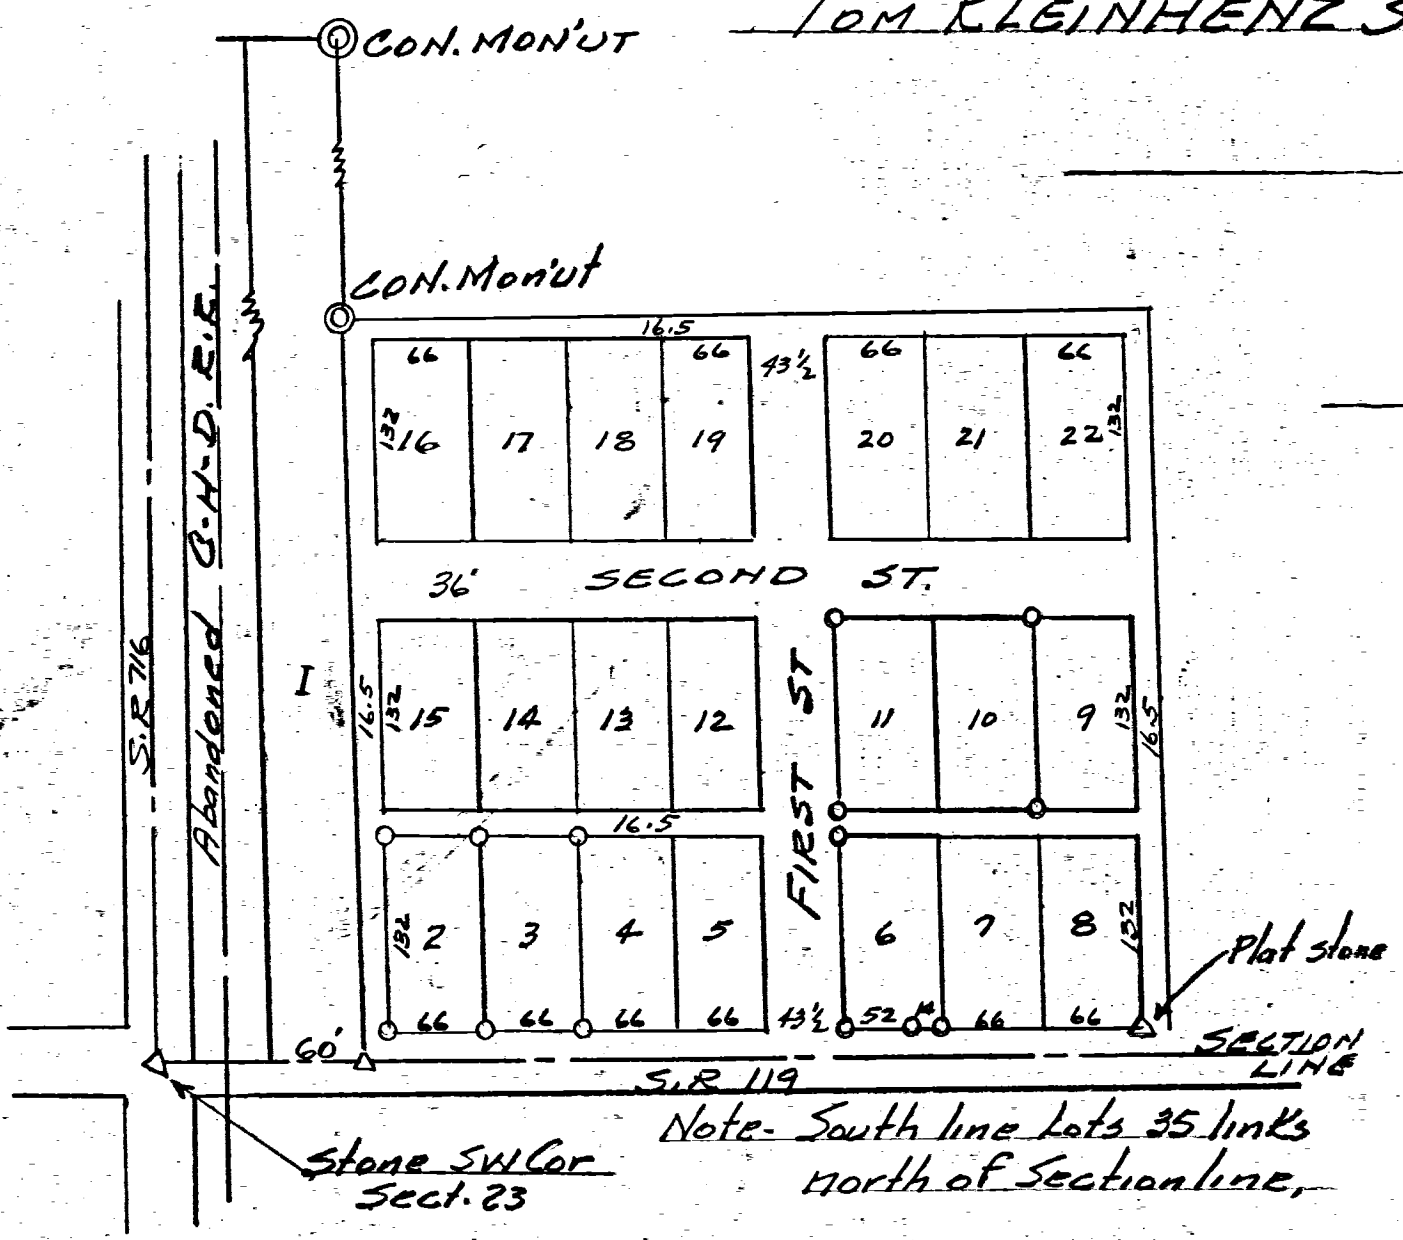 TOM KLEINHENZ S
CON. MON'UT
CON. Mon'ut
16.5
66 66 43½ 66 66
132 16 17 18 19 20 21 22 132
36' SECOND ST.
S.R 716
Abandoned C-H-D. R.R.
I
16.5 132 15 14 13 12 11 10 9 132 16.5
FIRST ST
16.5
132 2 3 4 5 6 7 8 132
Plat stone
66 66 66 66 43½ 52 14 66 66
60'
SECTION
LINE
S.R 119
Note- South line Lots 35 links
north of Section line,
Stone SW Cor
Sect. 23